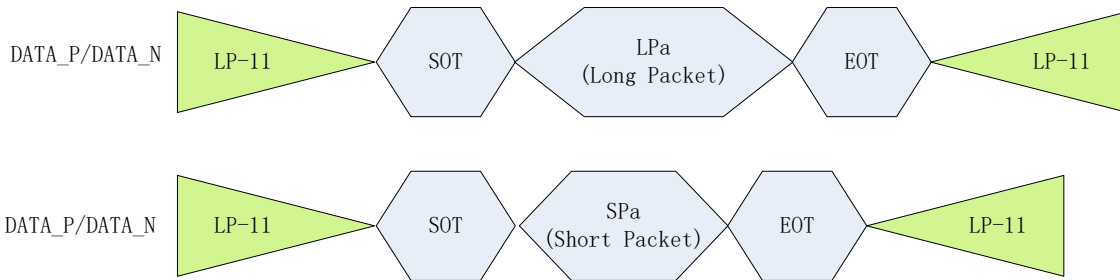 DATA_P/DATA_N LP-11 SOT LPa EOT LP-11
(Long Packet)
DATA_P/DATA_N LP-11 SOT SPa EOT LP-11
(Short Packet)